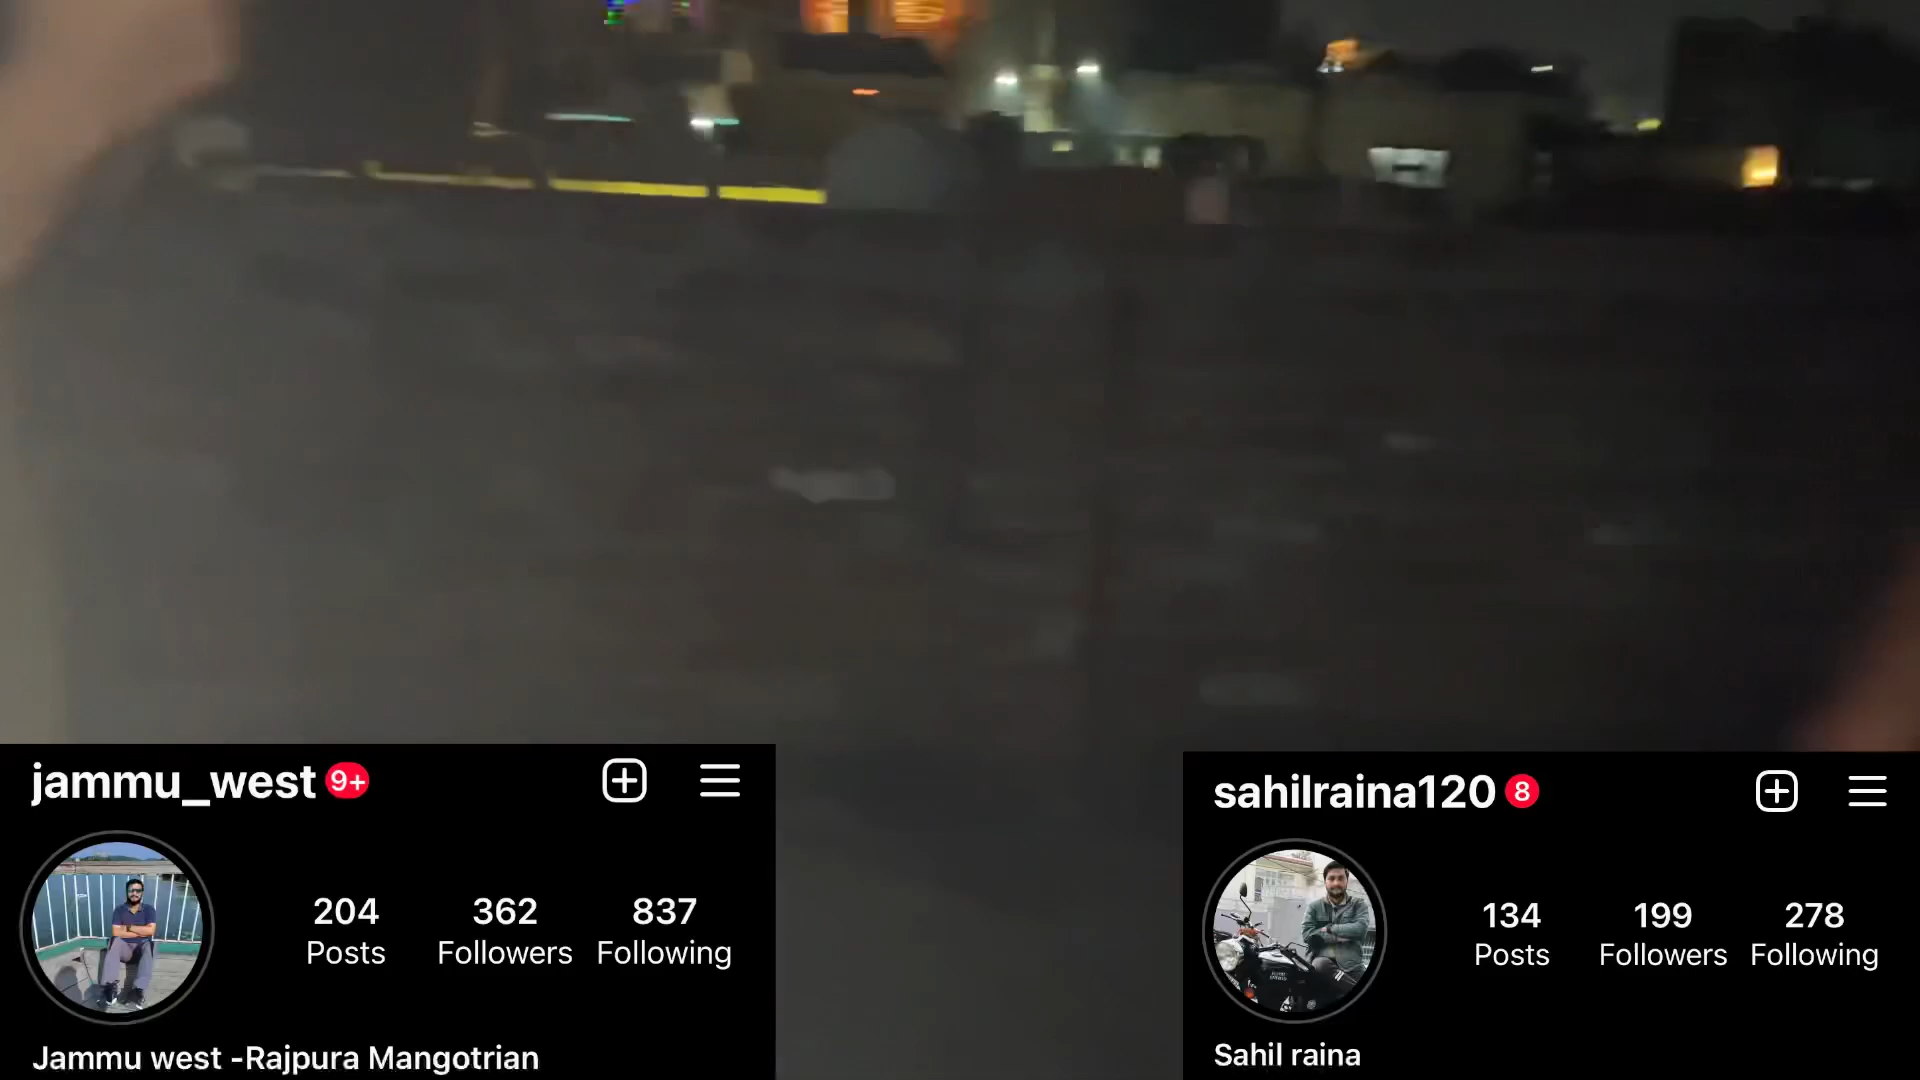 jammu_west 9+
204 362 837
Posts Followers Following
Jammu west -Rajpura Mangotrian
sahilraina120 8
134 199 278
Posts Followers Following
Sahil raina